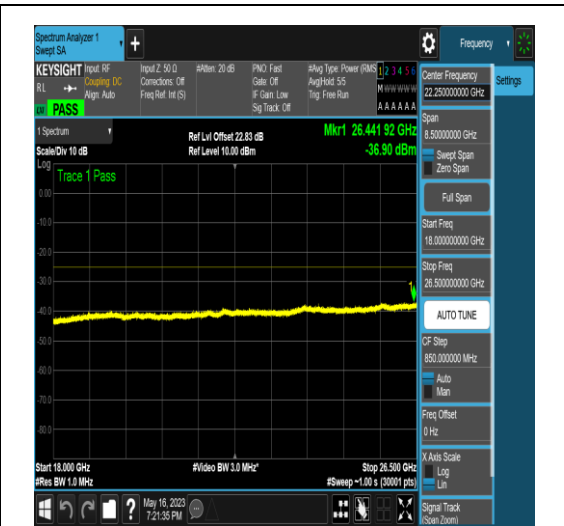 Spectrum Analyzer 1
Swept SA
Frequency
KEYSIGHT
RL
PASS
Input: RF
Coupling: DC
Align: Auto
Input Z: 50 Ω
Corrections: Off
Freq Ref: Int (S)
#Atten: 20 dB
PNO: Fast
Gate: Off
IF Gain: Low
Sig Track: Off
#Avg Type: Power (RMS
Avg|Hold: 5/5
Trig: Free Run
1 2 3 4 5 6
M W W W W W
A A A A A A
1 Spectrum
Scale/Div 10 dB
Ref Lvl Offset 22.83 dB
Ref Level 10.00 dBm
Mkr1 26.441 92 GHz
-36.90 dBm
Log
Trace 1 Pass
0.00
-10.0
-20.0
-30.0
-40.0
-50.0
-60.0
-70.0
-80.0
1
Start 18.000 GHz
#Res BW 1.0 MHz
#Video BW 3.0 MHz*
Stop 26.500 GHz
#Sweep ~1.00 s (30001 pts)
May 16, 2023
7:21:35 PM
Center Frequency
22.250000000 GHz
Settings
Span
8.50000000 GHz
Swept Span
Zero Span
Full Span
Start Freq
18.000000000 GHz
Stop Freq
26.500000000 GHz
AUTO TUNE
CF Step
850.000000 MHz
Auto
Man
Freq Offset
0 Hz
X Axis Scale
Log
Lin
Signal Track
(Span Zoom)